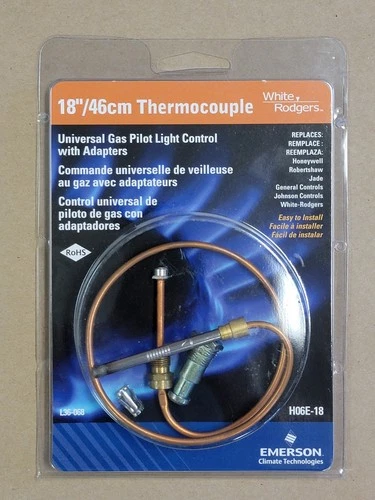 18"/46cm Thermocouple
White
Rodgers™
Universal Gas Pilot Light Control
with Adapters
Commande universelle de veilleuse
au gaz avec adaptateurs
Control universal de
piloto de gas con
adaptadores
RoHS
REPLACES:
REMPLACE :
REEMPLAZA:
Honeywell
Robertshaw
Jade
General Controls
Johnson Controls
White-Rodgers
Easy to Install
Facile à installer
Fácil de instalar
L36-068
H06E-18
EMERSON
Climate Technologies